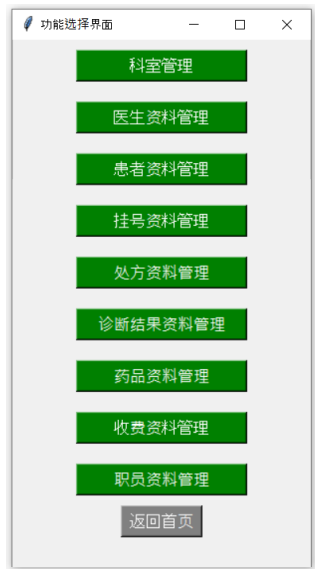 功能选择界面
科室管理
医生资料管理
患者资料管理
挂号资料管理
处方资料管理
诊断结果资料管理
药品资料管理
收费资料管理
职员资料管理
返回首页